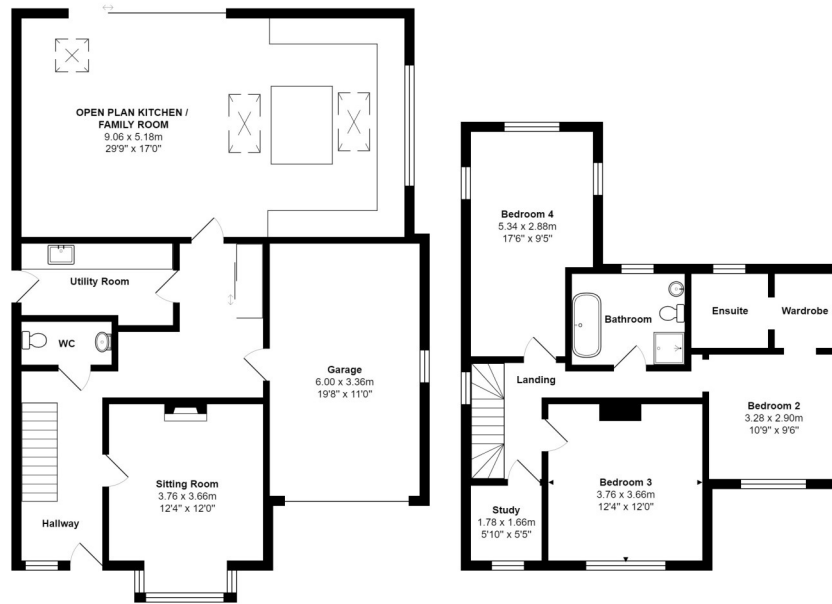 OPEN PLAN KITCHEN /
FAMILY ROOM
9.06 x 5.18m
29'9" x 17'0"
Utility Room
WC
Garage
6.00 x 3.36m
19'8" x 11'0"
Sitting Room
3.76 x 3.66m
12'4" x 12'0"
Hallway
Bedroom 4
5.34 x 2.88m
17'6" x 9'5"
Bathroom
Ensuite
Wardrobe
Landing
Bedroom 2
3.28 x 2.90m
10'9" x 9'6"
Bedroom 3
3.76 x 3.66m
12'4" x 12'0"
Study
1.78 x 1.66m
5'10" x 5'5"